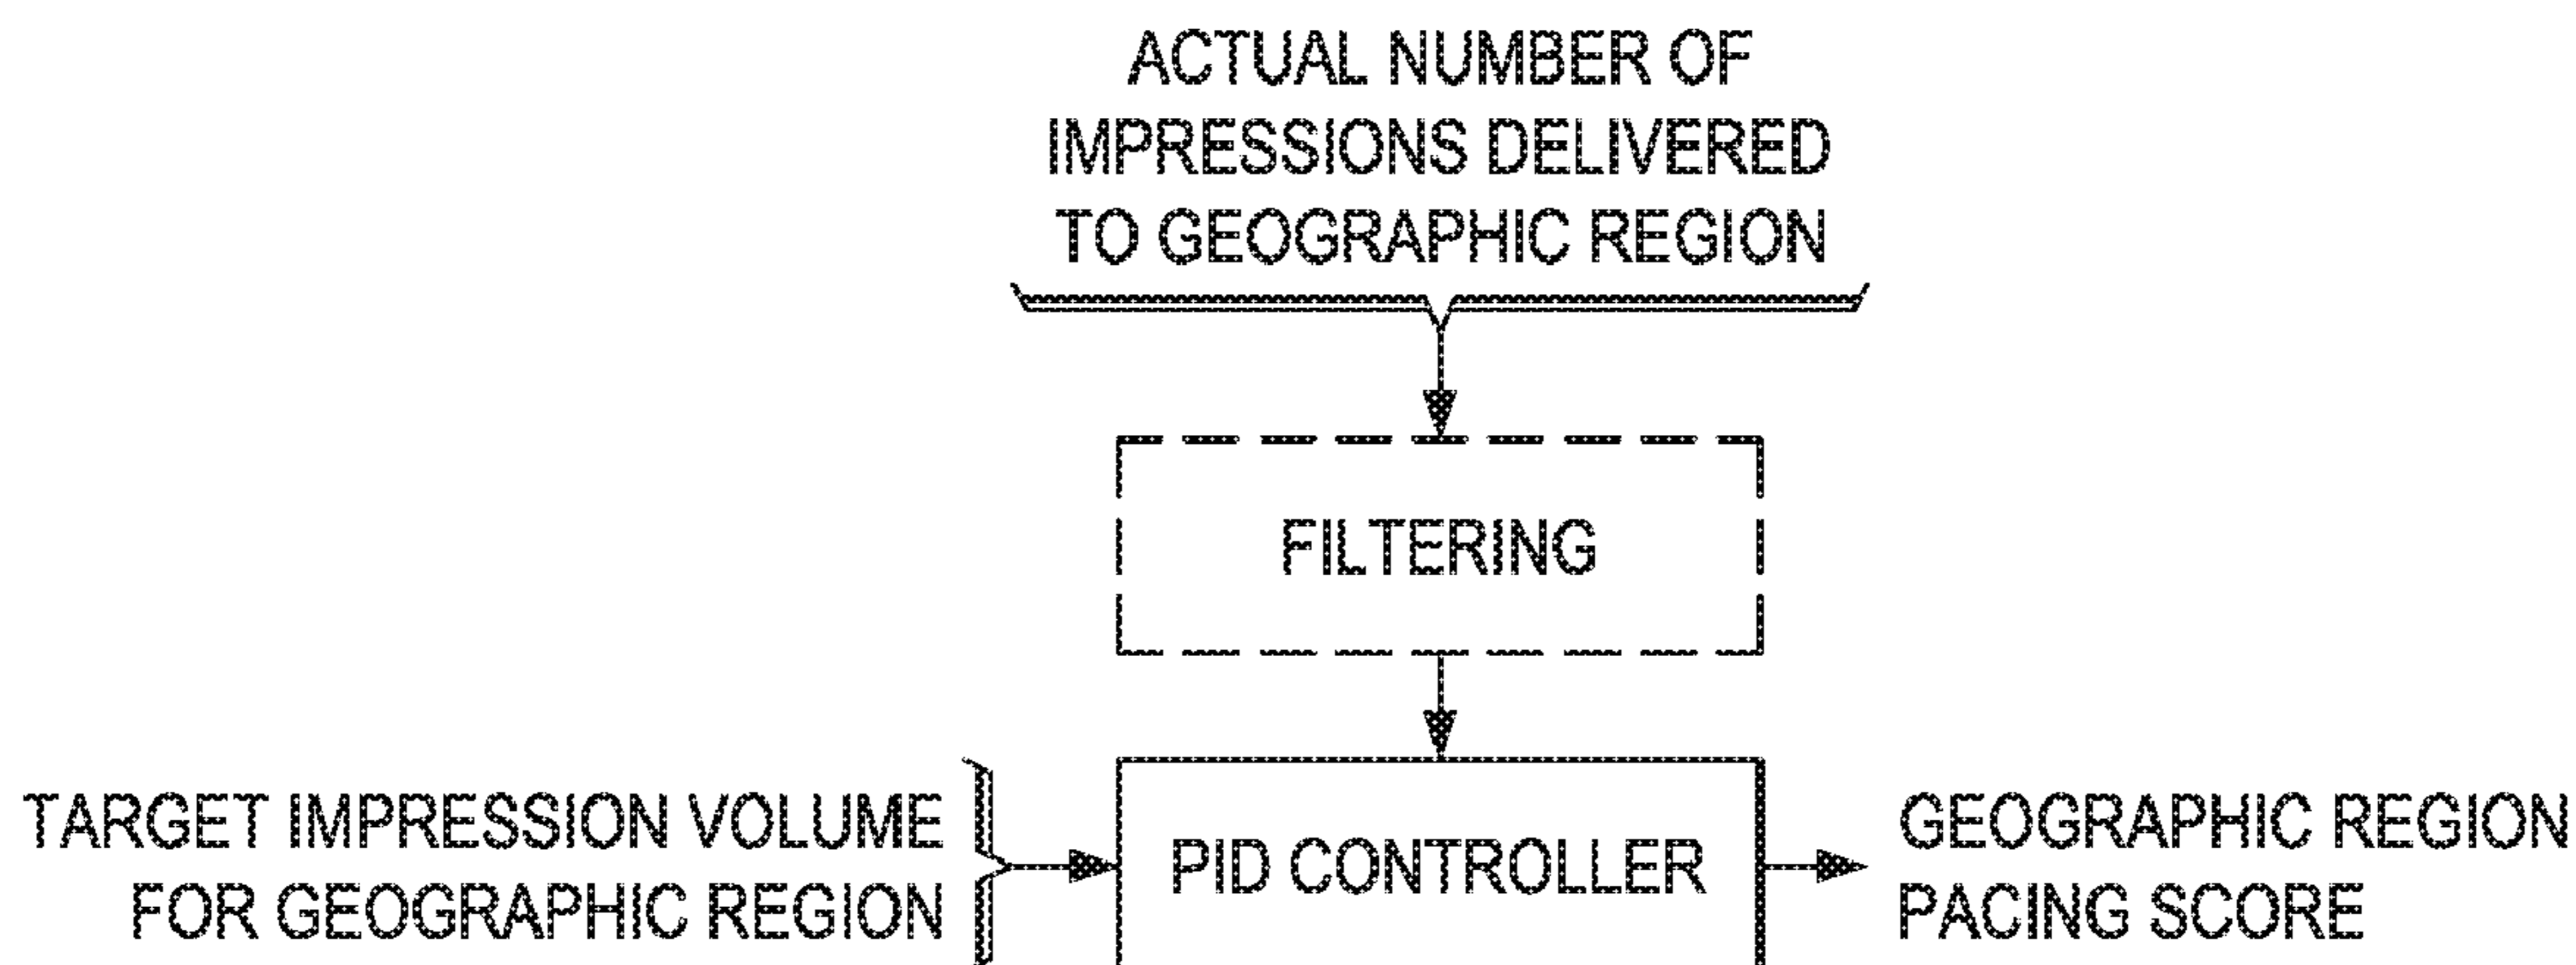 ACTUAL NUMBER OF
IMPRESSIONS DELIVERED
TO GEOGRAPHIC REGION
FILTERING
TARGET IMPRESSION VOLUME
FOR GEOGRAPHIC REGION
PID CONTROLLER
GEOGRAPHIC REGION
PACING SCORE